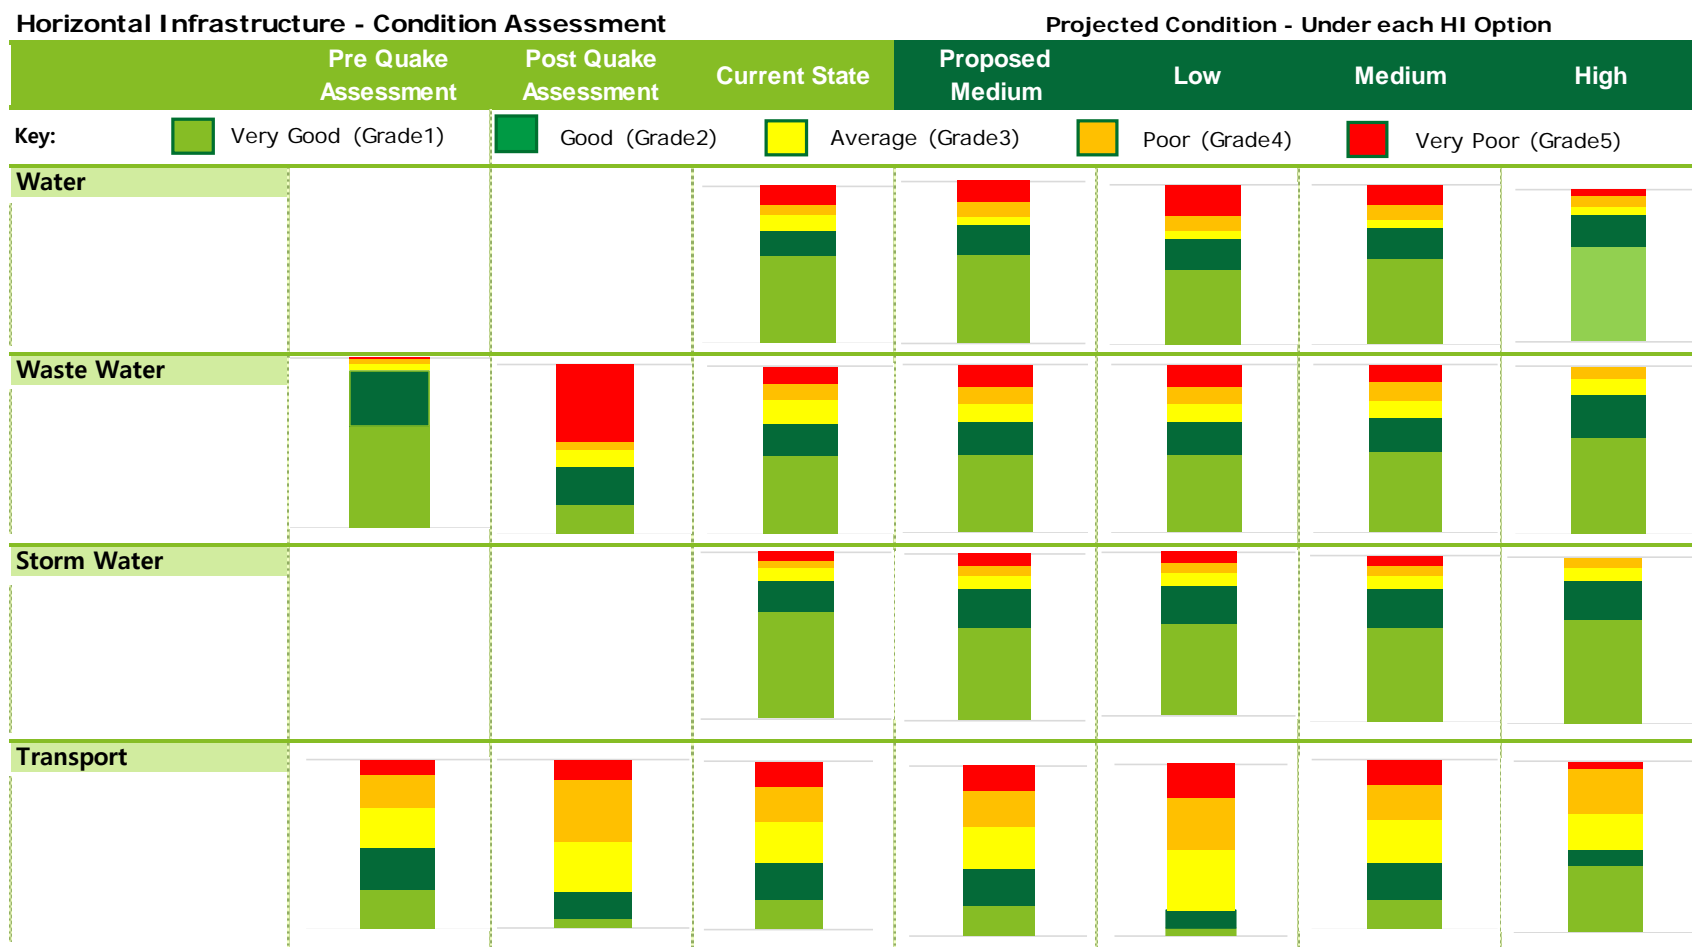 Horizontal Infrastructure - Condition Assessment
Projected Condition - Under each HI Option
Pre Quake
Assessment
Post Quake
Assessment
Current State
Proposed
Medium
Low
Medium
High
Key:
Very Good (Grade1)
Good (Grade2)
Average (Grade3)
Poor (Grade4)
Very Poor (Grade5)
Water
Waste Water
Storm Water
Transport